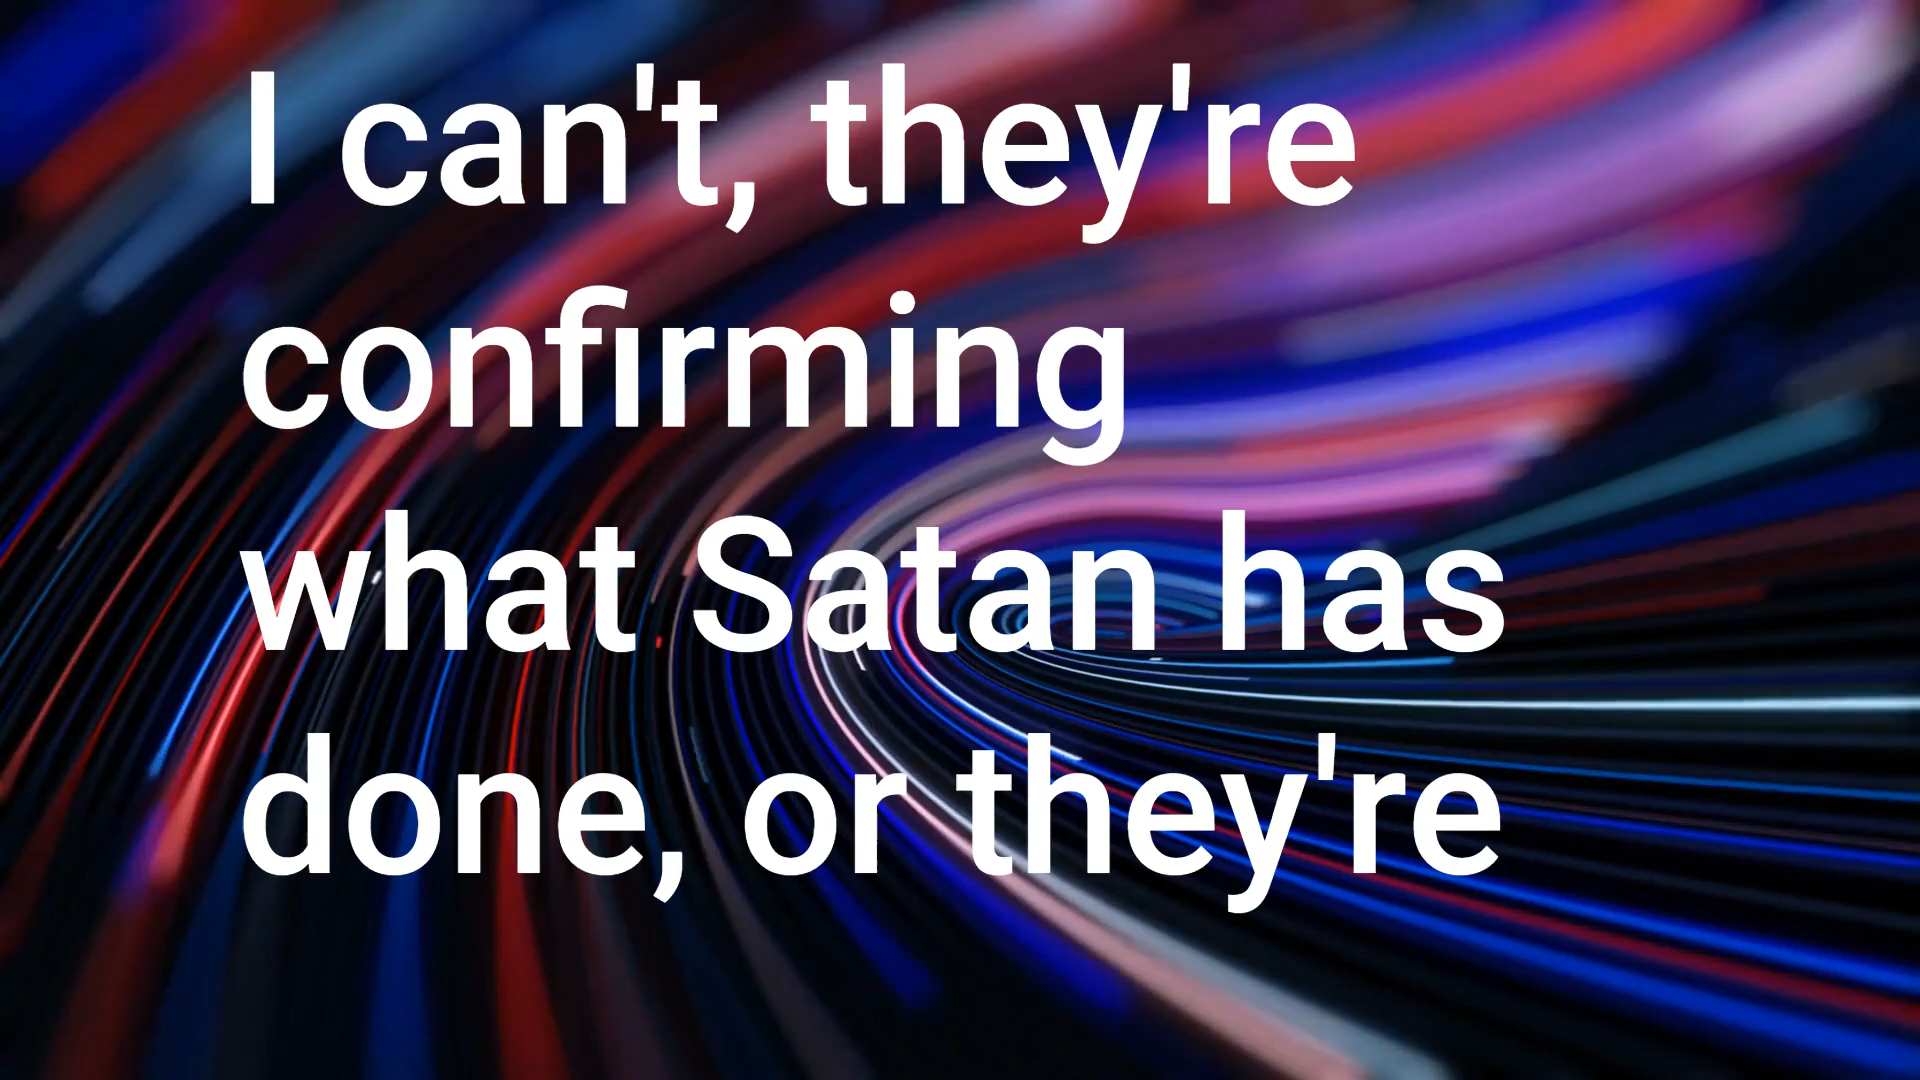 I can't, they're
confirming
what Satan has
done, or they're